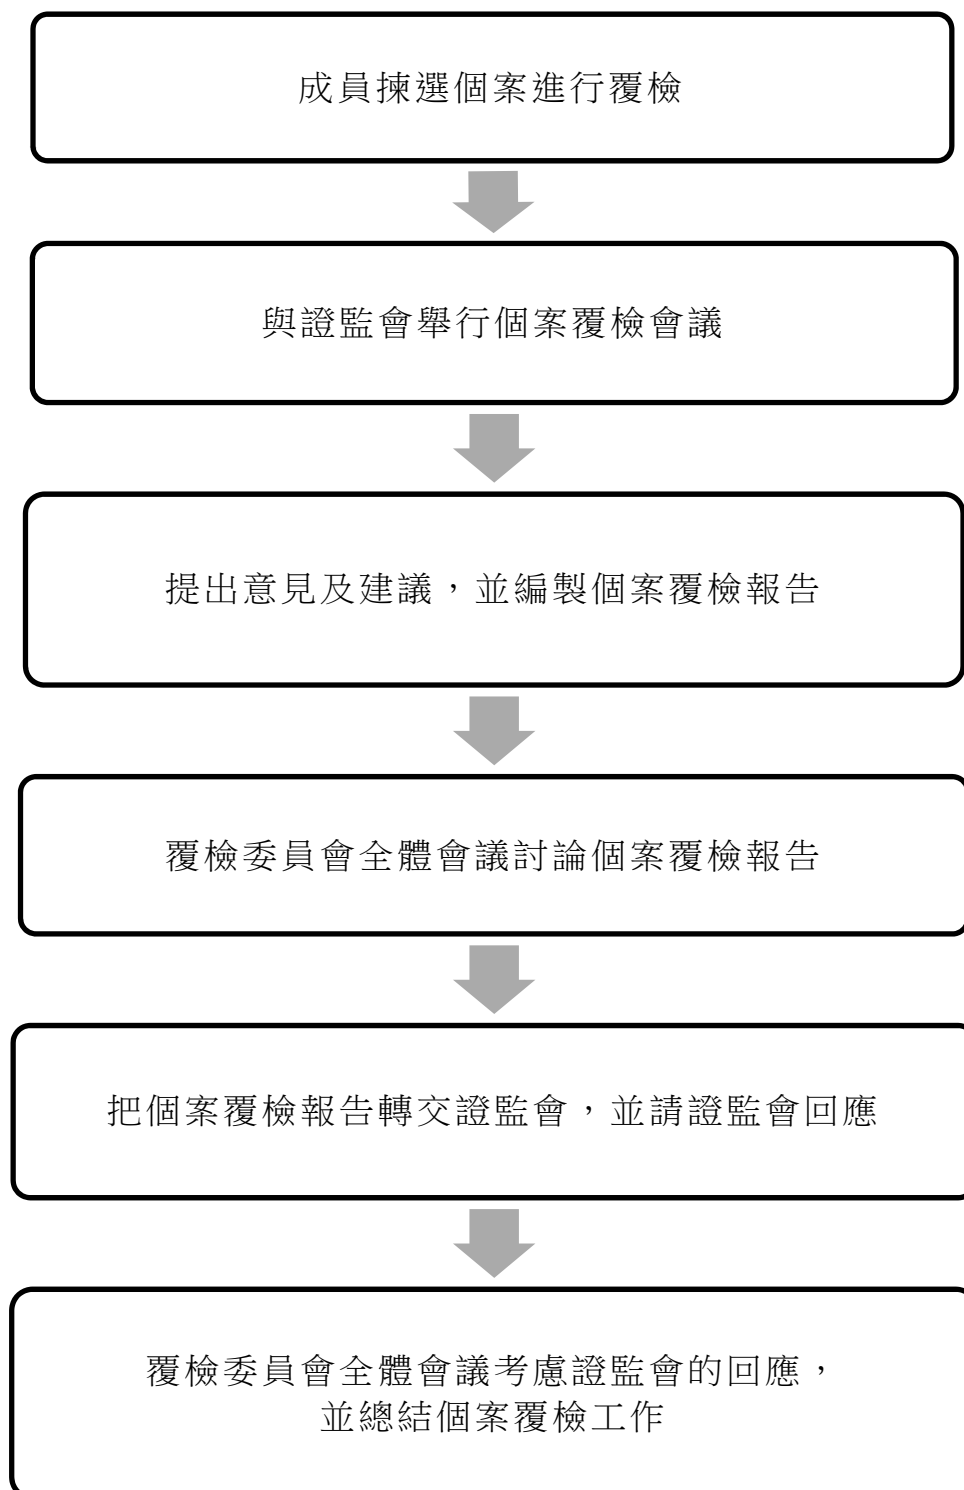 成員揀選個案進行覆檢
與證監會舉行個案覆檢會議
提出意見及建議，並編製個案覆檢報告
覆檢委員會全體會議討論個案覆檢報告
把個案覆檢報告轉交證監會，並請證監會回應
覆檢委員會全體會議考慮證監會的回應，
並總結個案覆檢工作